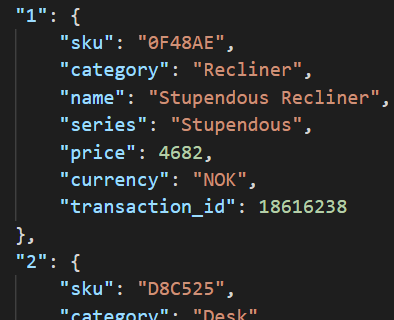 "1": {
"sku": "0F48AE",
"category": "Recliner",
"name": "Stupendous Recliner",
"series": "Stupendous",
"price": 4682,
"currency": "NOK",
"transaction_id": 18616238
},
"2": {
"sku": "D8C525",
"category": "Desk"